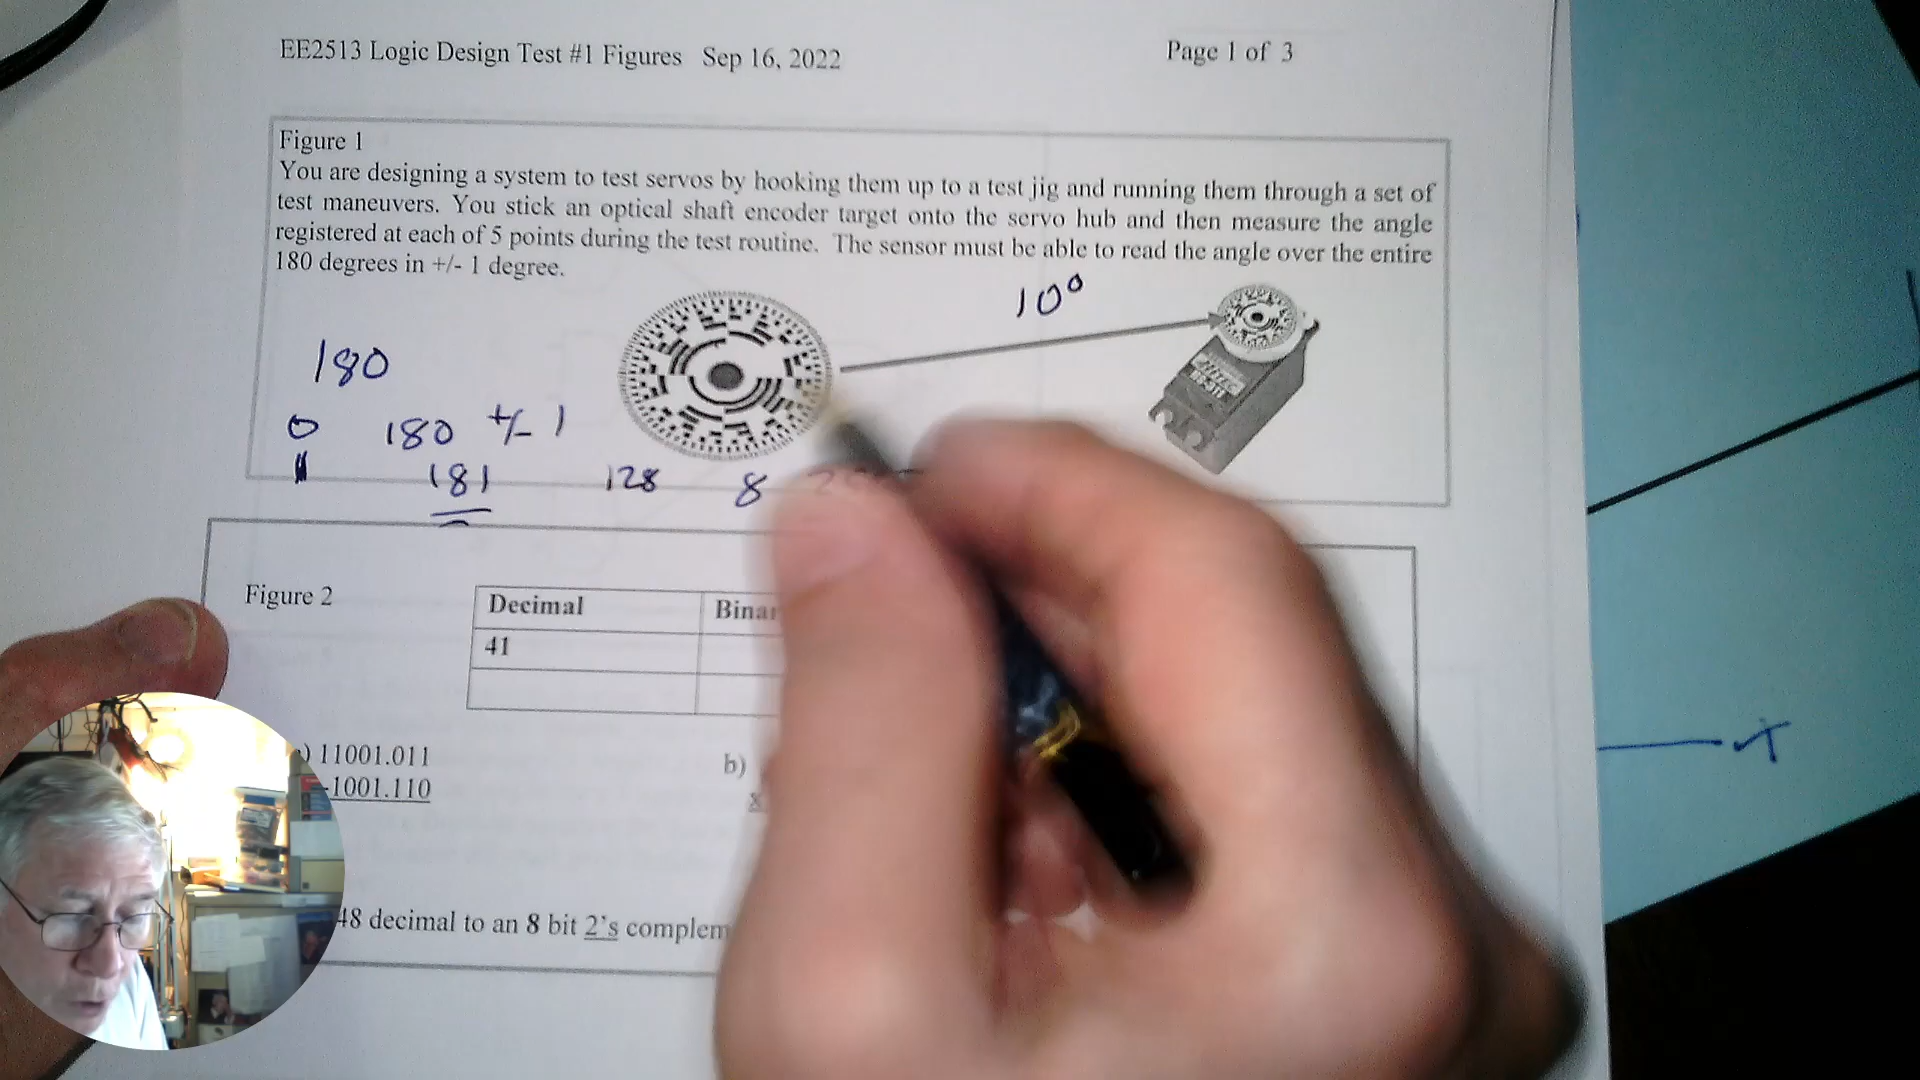 EE2513 Logic Design Test #1 Figures Sep 16, 2022 Page 1 of 3
Figure 1
You are designing a system to test servos by hooking them up to a test jig and running them through a set of
test maneuvers. You stick an optical shaft encoder target onto the servo hub and then measure the angle
registered at each of 5 points during the test routine. The sensor must be able to read the angle over the entire
180 degrees in +/- 1 degree.
10°
180
0 180 +/- 1
181 128 8
Figure 2
Decimal
41
11001.011 b)
1001.110
48 decimal to an 8 bit 2's